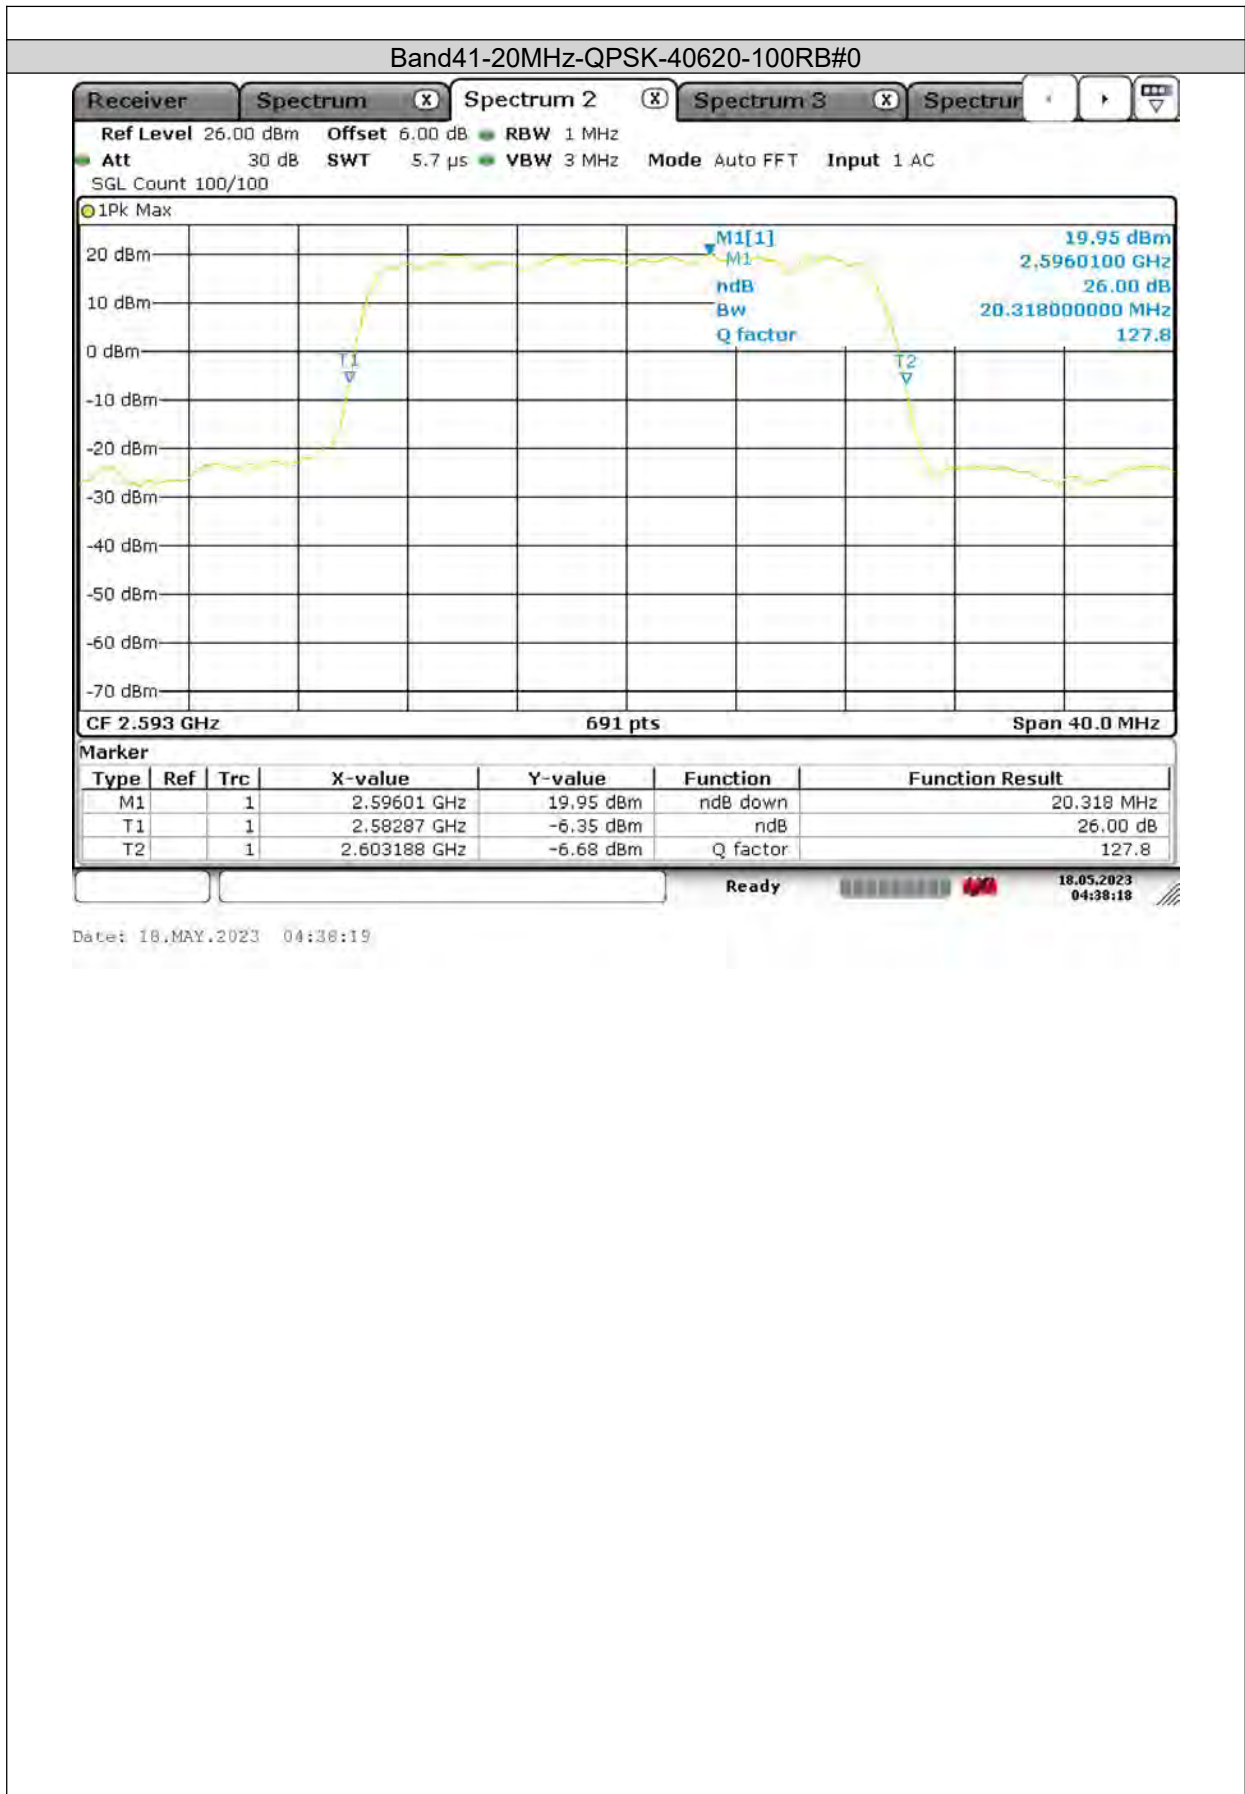 Band41-20MHz-QPSK-40620-100RB#0
Receiver Spectrum X Spectrum 2 X Spectrum 3 X Spectrur
Ref Level 26.00 dBm Offset 6.00 dB RBW 1 MHz
Att 30 dB SWT 5.7 µs VBW 3 MHz Mode Auto FFT Input 1 AC
SGL Count 100/100
1Pk Max
M1[1] 19.95 dBm
2.5960100 GHz
ndB 26.00 dB
Bw 20.318000000 MHz
Q factor 127.8
M1
T1
T2
20 dBm
10 dBm
0 dBm
-10 dBm
-20 dBm
-30 dBm
-40 dBm
-50 dBm
-60 dBm
-70 dBm
CF 2.593 GHz 691 pts Span 40.0 MHz
Marker
Type Ref Trc X-value Y-value Function Function Result
M1 1 2.59601 GHz 19.95 dBm ndB down 20.318 MHz
T1 1 2.58287 GHz -6.35 dBm ndB 26.00 dB
T2 1 2.603188 GHz -6.68 dBm Q factor 127.8
Ready 18.05.2023
04:38:18
Date: 18.MAY.2023 04:38:19